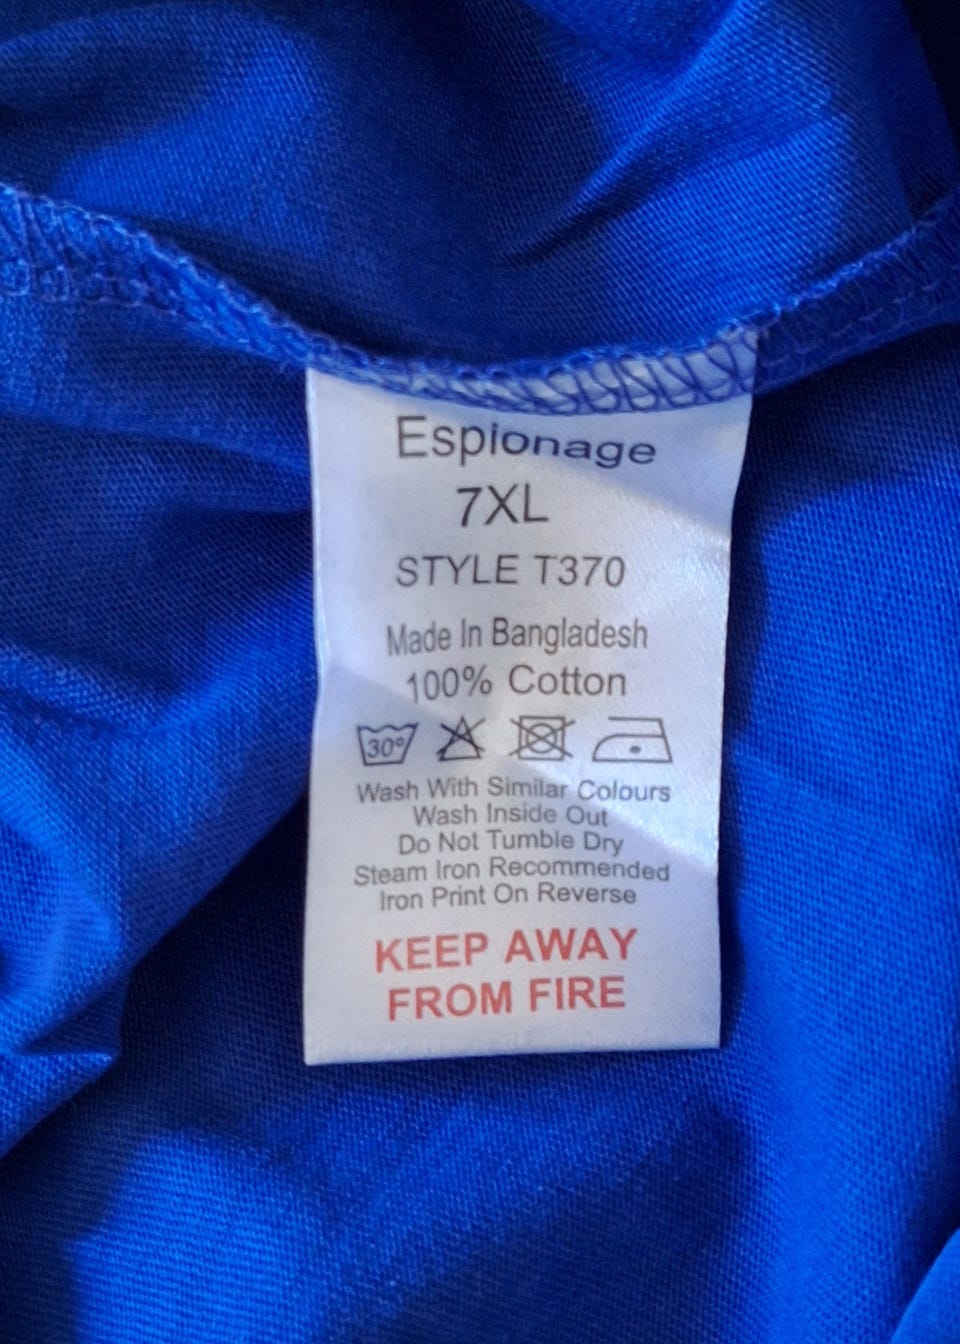 Espionage
7XL
STYLE T370
Made In Bangladesh
100% Cotton
30º
Wash With Similar Colours
Wash Inside Out
Do Not Tumble Dry
Steam Iron Recommended
Iron Print On Reverse
KEEP AWAY
FROM FIRE